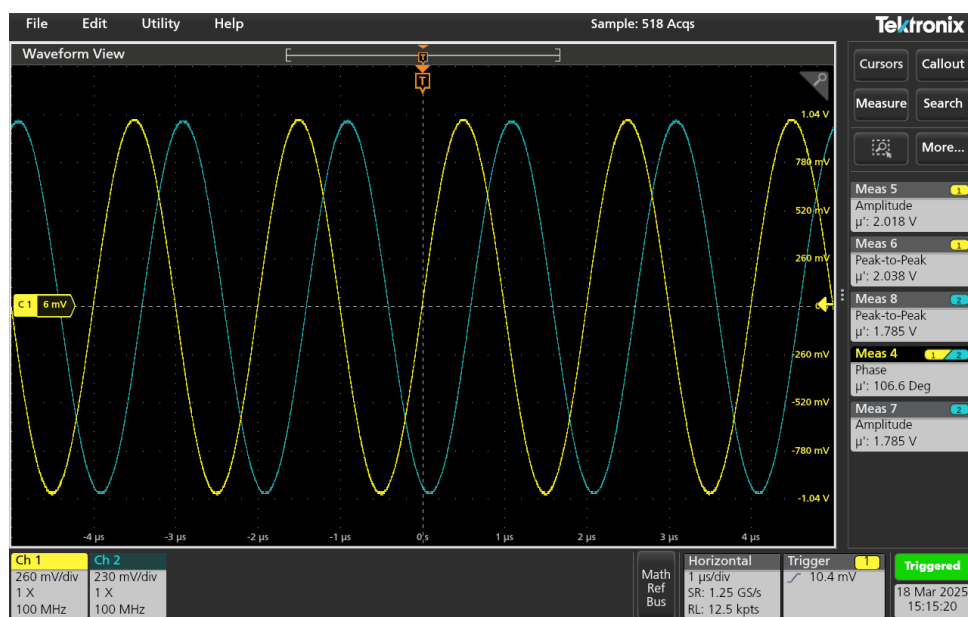 File Edit Utility Help Sample: 518 Acqs Tektronix
Waveform View
T
T
Cursors Callout
Measure Search
More...
1.04 V
780 mV
520 mV
260 mV
-260 mV
-520 mV
-780 mV
-1.04 V
C 1 6 mV
-4 µs -3 µs -2 µs -1 µs 0 s 1 µs 2 µs 3 µs 4 µs
Meas 5 1
Amplitude
µ': 2.018 V
Meas 6 1
Peak-to-Peak
µ': 2.038 V
Meas 8 2
Peak-to-Peak
µ': 1.785 V
Meas 4 1 2
Phase
µ': 106.6 Deg
Meas 7 2
Amplitude
µ': 1.785 V
Ch 1
260 mV/div
1 X
100 MHz
Ch 2
230 mV/div
1 X
100 MHz
Math
Ref
Bus
Horizontal
1 µs/div
SR: 1.25 GS/s
RL: 12.5 kpts
Trigger 1
10.4 mV
Triggered
18 Mar 2025
15:15:20